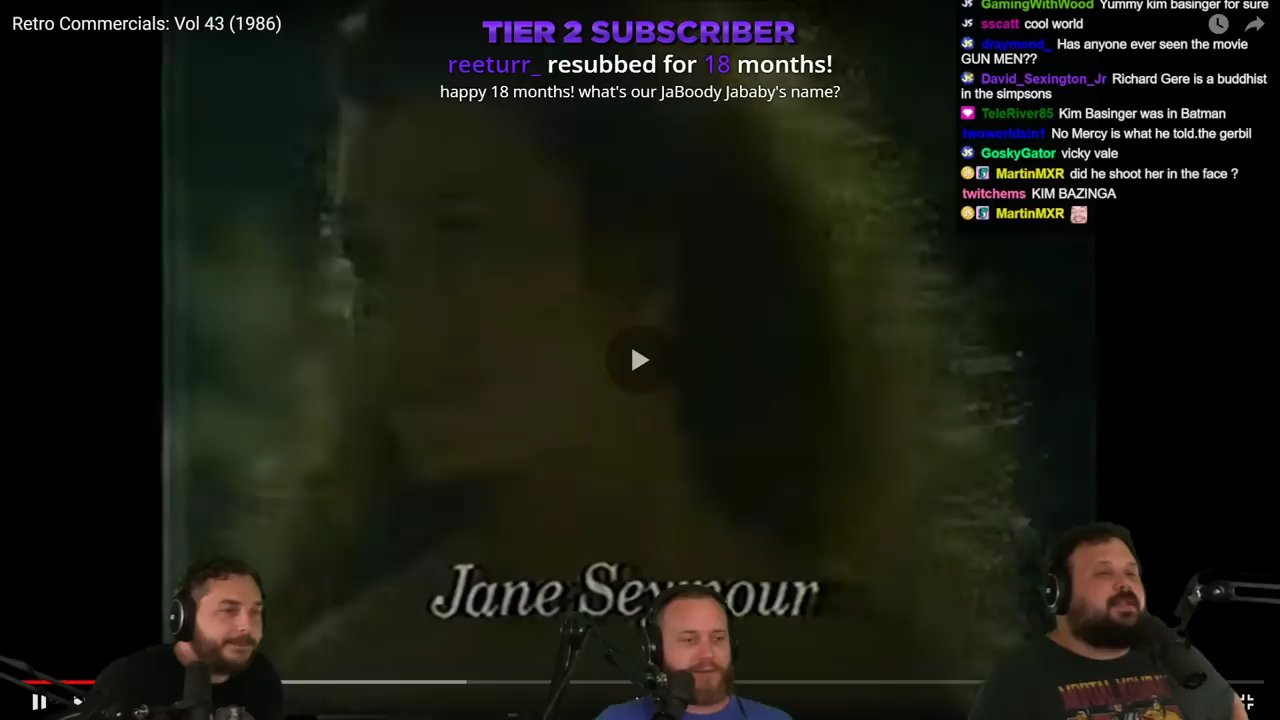 Retro Commercials: Vol 43 (1986)
TIER 2 SUBSCRIBER
reeturr_ resubbed for 18 months!
happy 18 months! what's our JaBoody Jababy's name?
GamingWithWood Yummy kim basinger for sure
sscatt cool world
draymond_ Has anyone ever seen the movie
GUN MEN??
David_Sexington_Jr Richard Gere is a buddhist
in the simpsons
TeleRiver85 Kim Basinger was in Batman
twoworldsin1 No Mercy is what he told.the gerbil
GoskyGator vicky vale
MartinMXR did he shoot her in the face ?
twitchems KIM BAZINGA
MartinMXR
Jane Seymour
MORTAL KOMBAT